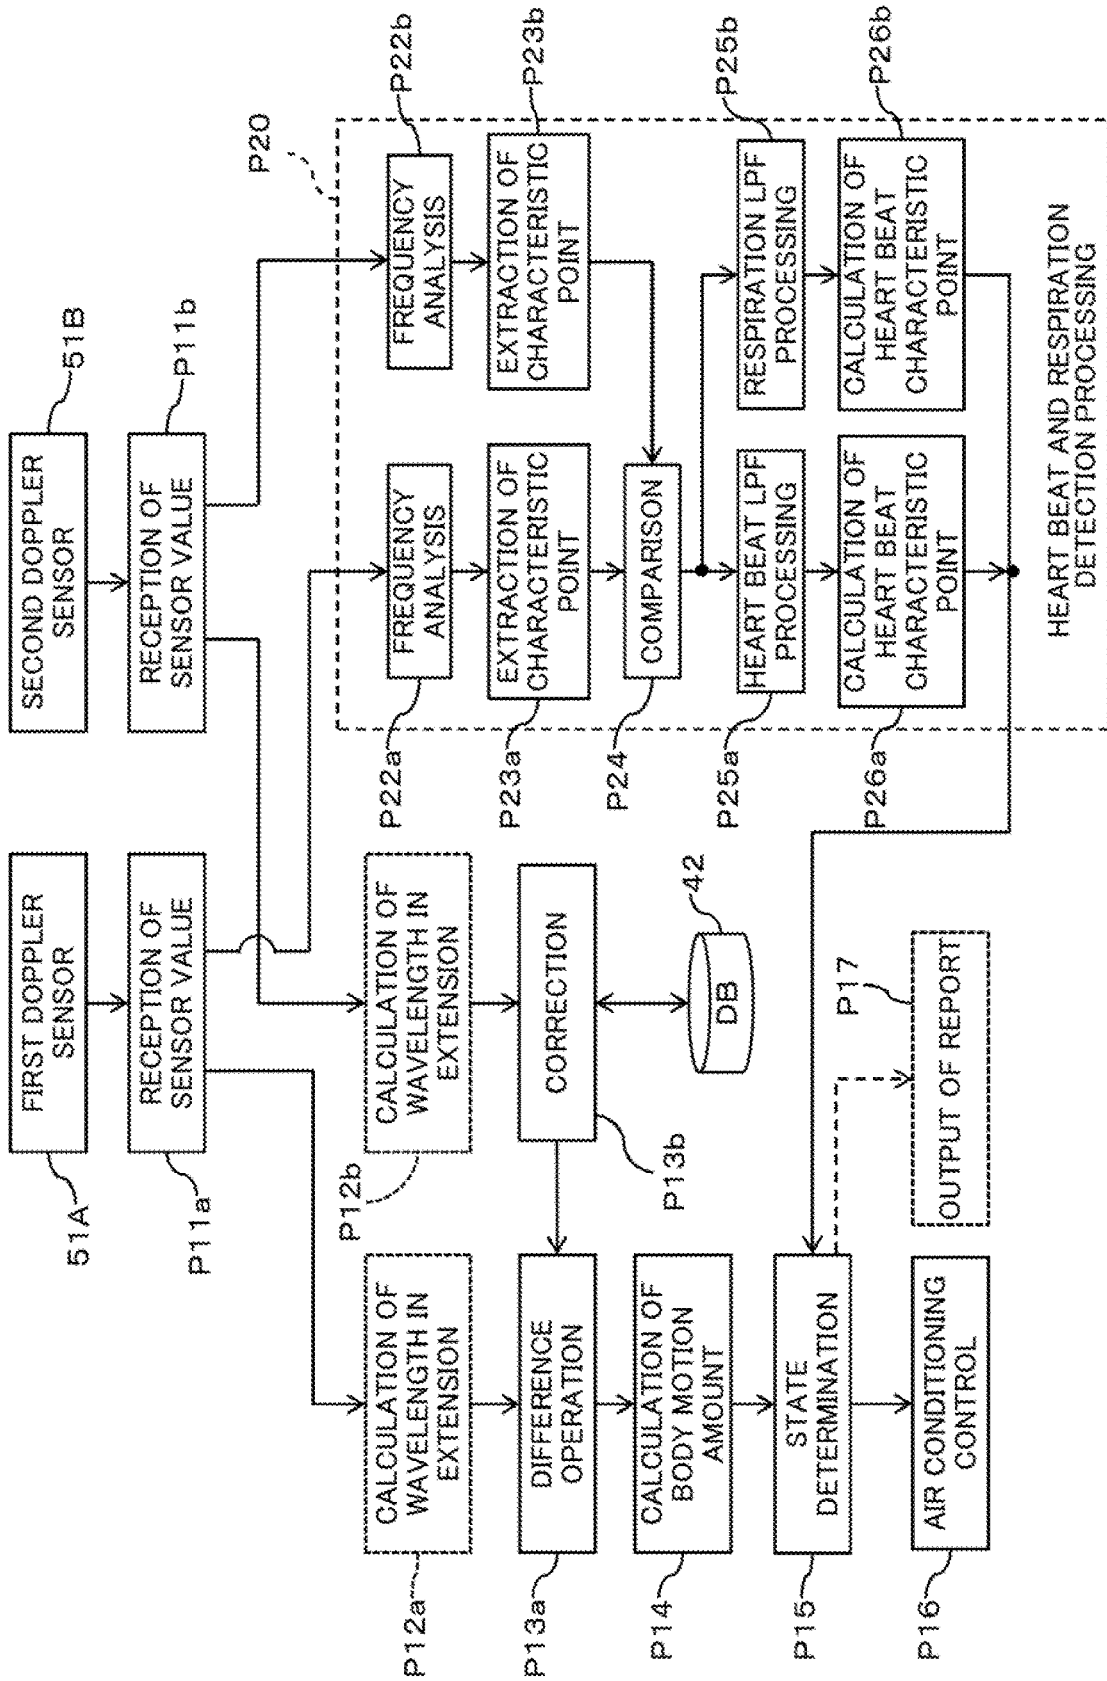 FIRST DOPPLER
SENSOR
51A
SECOND DOPPLER
SENSOR
51B
RECEPTION OF
SENSOR VALUE
P11a
RECEPTION OF
SENSOR VALUE
P11b
P20
CALCULATION OF
WAVELENGTH IN
EXTENSION
P12a
CALCULATION OF
WAVELENGTH IN
EXTENSION
P12b
FREQUENCY
ANALYSIS
P22a
FREQUENCY
ANALYSIS
P22b
DIFFERENCE
OPERATION
P13a
CORRECTION
P13b
EXTRACTION OF
CHARACTERISTIC
POINT
P23a
EXTRACTION OF
CHARACTERISTIC
POINT
P23b
CALCULATION OF
BODY MOTION
AMOUNT
P14
DB
42
COMPARISON
P24
STATE
DETERMINATION
P15
HEART BEAT LPF
PROCESSING
P25a
RESPIRATION LPF
PROCESSING
P25b
AIR CONDITIONING
CONTROL
P16
OUTPUT OF REPORT
P17
CALCULATION OF
HEART BEAT
CHARACTERISTIC
POINT
P26a
CALCULATION OF
HEART BEAT
CHARACTERISTIC
POINT
P26b
HEART BEAT AND RESPIRATION
DETECTION PROCESSING